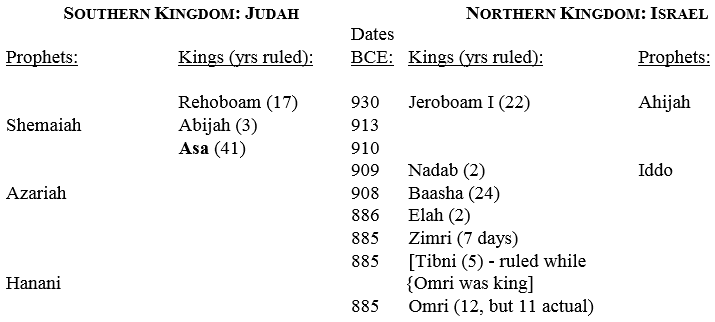 SOUTHERN KINGDOM: JUDAH NORTHERN KINGDOM: ISRAEL
Dates
Prophets: Kings (yrs ruled): BCE: Kings (yrs ruled): Prophets:
Rehoboam (17) 930 Jeroboam I (22) Ahijah
Shemaiah Abijah (3) 913
Asa (41) 910
909 Nadab (2) Iddo
Azariah 908 Baasha (24)
886 Elah (2)
885 Zimri (7 days)
885 [Tibni (5) - ruled while
Hanani {Omri was king]
885 Omri (12, but 11 actual)